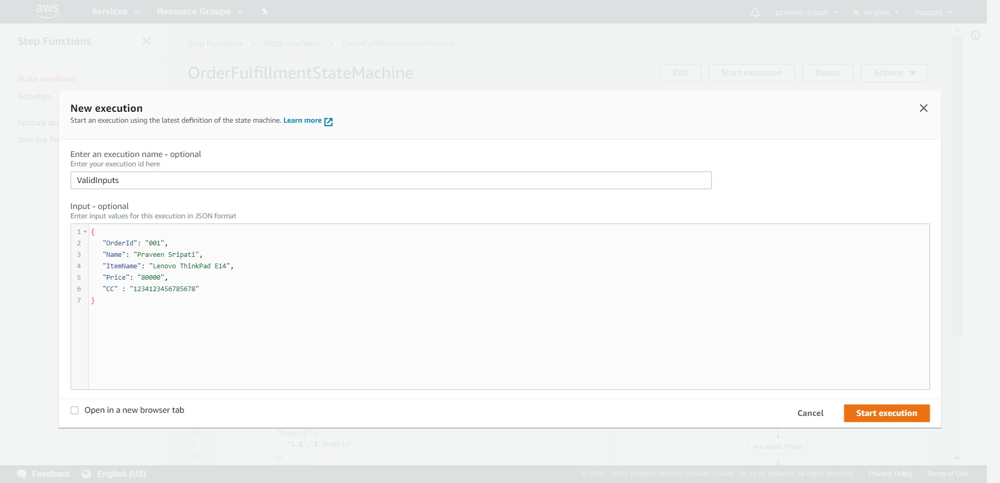 aws Services Resource Groups praveen sripati N. Virginia Support
Step Functions
Step Functions State machines OrderFulfillmentStateMachine
OrderFulfillmentStateMachine
Edit Start execution Delete Actions
State machines
Activities
Feature
Join our
New execution
Start an execution using the latest definition of the state machine. Learn more
Enter an execution name - optional
Enter your execution id here
ValidInputs
Input - optional
Enter input values for this execution in JSON format
1 {
2 "OrderId": "001",
3 "Name": "Praveen Sripati",
4 "ItemName": "Lenovo ThinkPad E14",
5 "Price": "80000",
6 "CC" : "1234123456785678"
7 }
Open in a new browser tab
Cancel Start execution
11 "OrderId":{
12 "S.$":"$.OrderId"
13 },
Are details Proper
Feedback English (US)
© 2008 - 2020, Amazon Internet Services Private Ltd. or its affiliates. All rights reserved. Privacy Policy Terms of Use